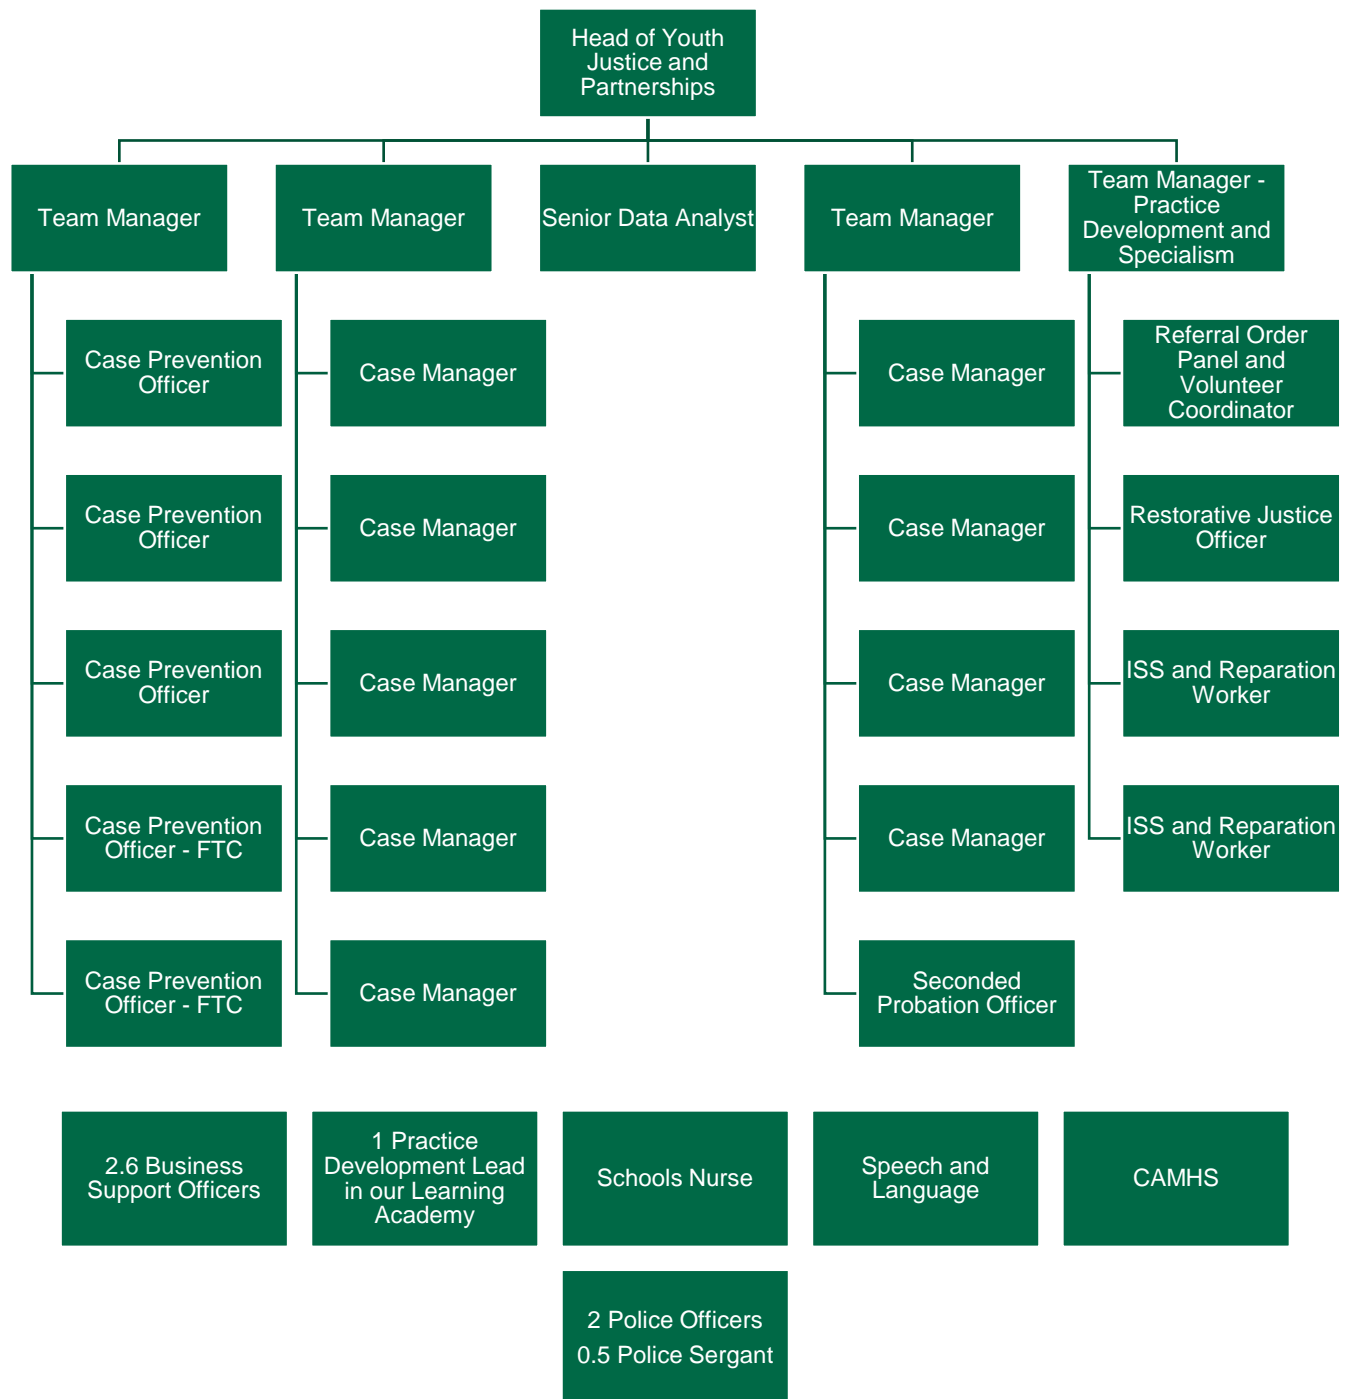 Head of Youth
Justice and
Partnerships
Team Manager
Team Manager
Senior Data Analyst
Team Manager
Team Manager -
Practice
Development and
Specialism
Case Prevention
Officer
Case Manager
Case Manager
Referral Order
Panel and
Volunteer
Coordinator
Case Prevention
Officer
Case Manager
Case Manager
Restorative Justice
Officer
Case Prevention
Officer
Case Manager
Case Manager
ISS and Reparation
Worker
Case Prevention
Officer - FTC
Case Manager
Case Manager
ISS and Reparation
Worker
Case Prevention
Officer - FTC
Case Manager
Seconded
Probation Officer
2.6 Business
Support Officers
1 Practice
Development Lead
in our Learning
Academy
Schools Nurse
Speech and
Language
CAMHS
2 Police Officers
0.5 Police Sergant